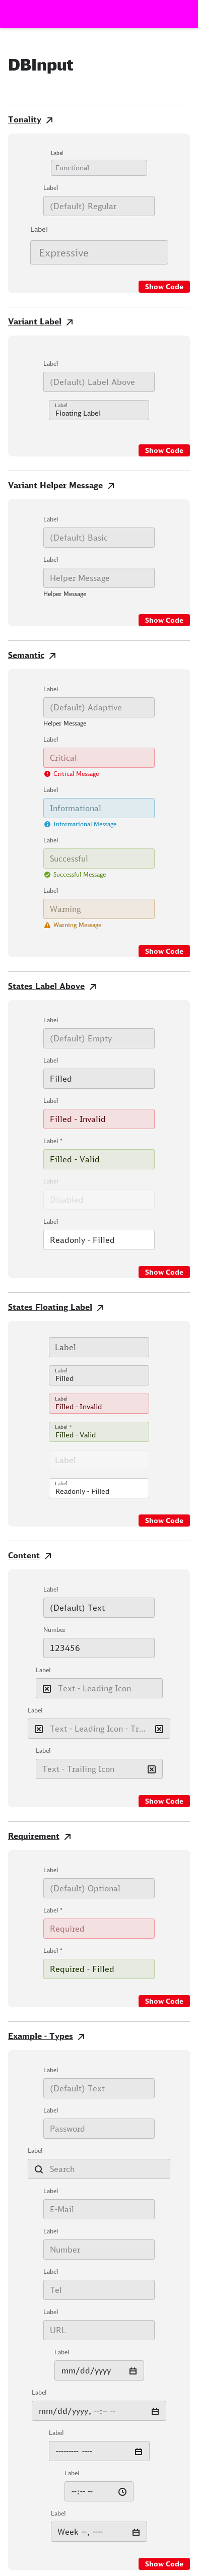 DBInput
Tonality
Label
Functional
Label
(Default) Regular
Label
Expressive
Show Code
Variant Label
Label
(Default) Label Above
Label
Floating Label
Show Code
Variant Helper Message
Label
(Default) Basic
Label
Helper Message
Helper Message
Show Code
Semantic
Label
(Default) Adaptive
Helper Message
Label
Critical
Critical Message
Label
Informational
Informational Message
Label
Successful
Successful Message
Label
Warning
Warning Message
Show Code
States Label Above
Label
(Default) Empty
Label
Filled
Label
Filled - Invalid
Label *
Filled - Valid
Label
Disabled
Label
Readonly - Filled
Show Code
States Floating Label
Label
Label
Filled
Label
Filled - Invalid
Label *
Filled - Valid
Label
Label
Readonly - Filled
Show Code
Content
Label
(Default) Text
Number
123456
Label
Text - Leading Icon
Label
Text - Leading Icon - Tr...
Label
Text - Trailing Icon
Show Code
Requirement
Label
(Default) Optional
Label *
Required
Label *
Required - Filled
Show Code
Example - Types
Label
(Default) Text
Label
Password
Label
Search
Label
E-Mail
Label
Number
Label
Tel
Label
URL
Label
mm/dd/yyyy
Label
mm/dd/yyyy, --:-- --
Label
--------- ----
Label
--:-- --
Label
Week --, ----
Show Code